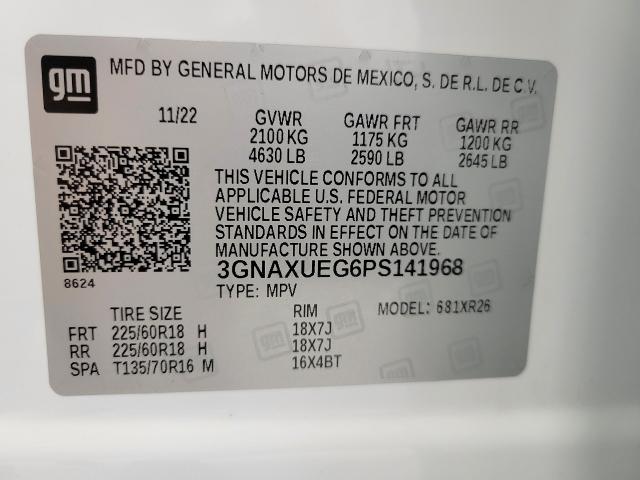 gm
MFD BY GENERAL MOTORS DE MEXICO, S. DE R.L. DE C.V.
11/22 GVWR GAWR FRT GAWR RR
2100 KG 1175 KG 1200 KG
4630 LB 2590 LB 2645 LB
THIS VEHICLE CONFORMS TO ALL
APPLICABLE U.S. FEDERAL MOTOR
VEHICLE SAFETY AND THEFT PREVENTION
STANDARDS IN EFFECT ON THE DATE OF
MANUFACTURE SHOWN ABOVE.
8624
3GNAXUEG6PS141968
TYPE: MPV MODEL: 681XR26
TIRE SIZE RIM
FRT 225/60R18 H 18X7J
RR 225/60R18 H 18X7J
SPA T135/70R16 M 16X4BT